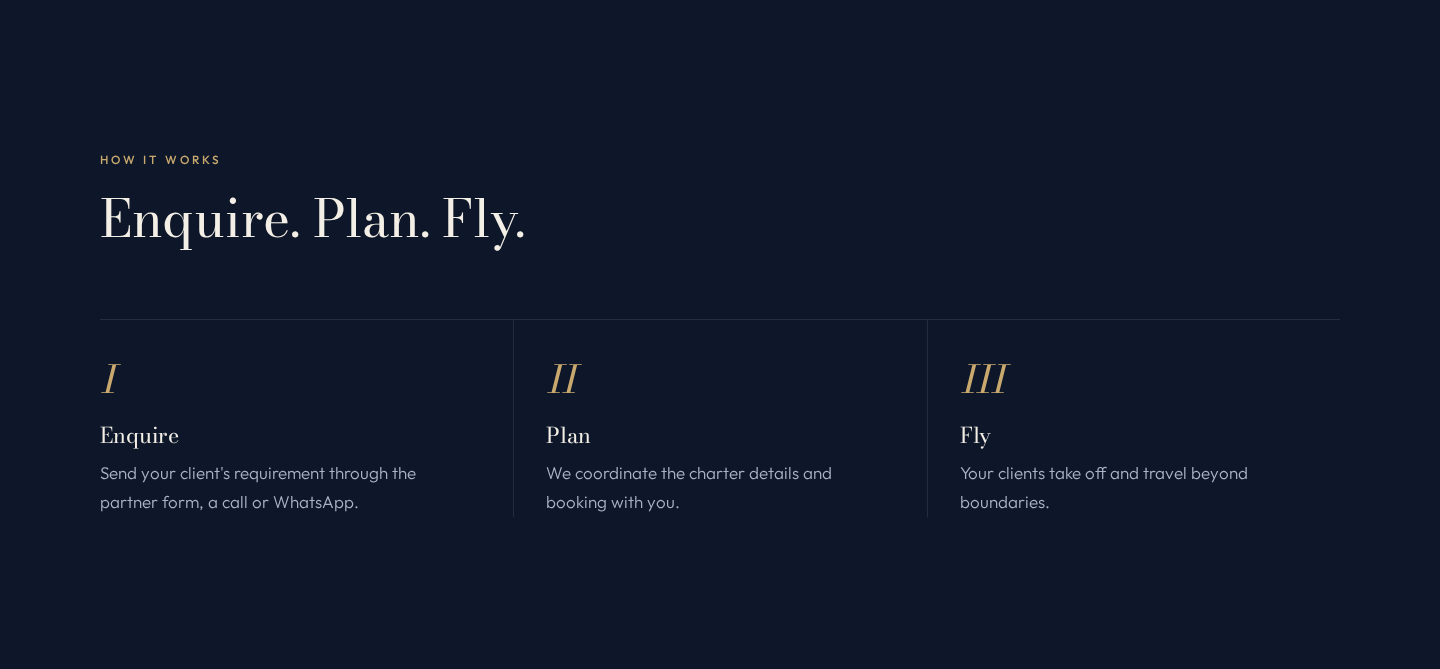 HOW IT WORKS
Enquire. Plan. Fly.
I
Enquire
Send your client's requirement through the
partner form, a call or WhatsApp.
II
Plan
We coordinate the charter details and
booking with you.
III
Fly
Your clients take off and travel beyond
boundaries.